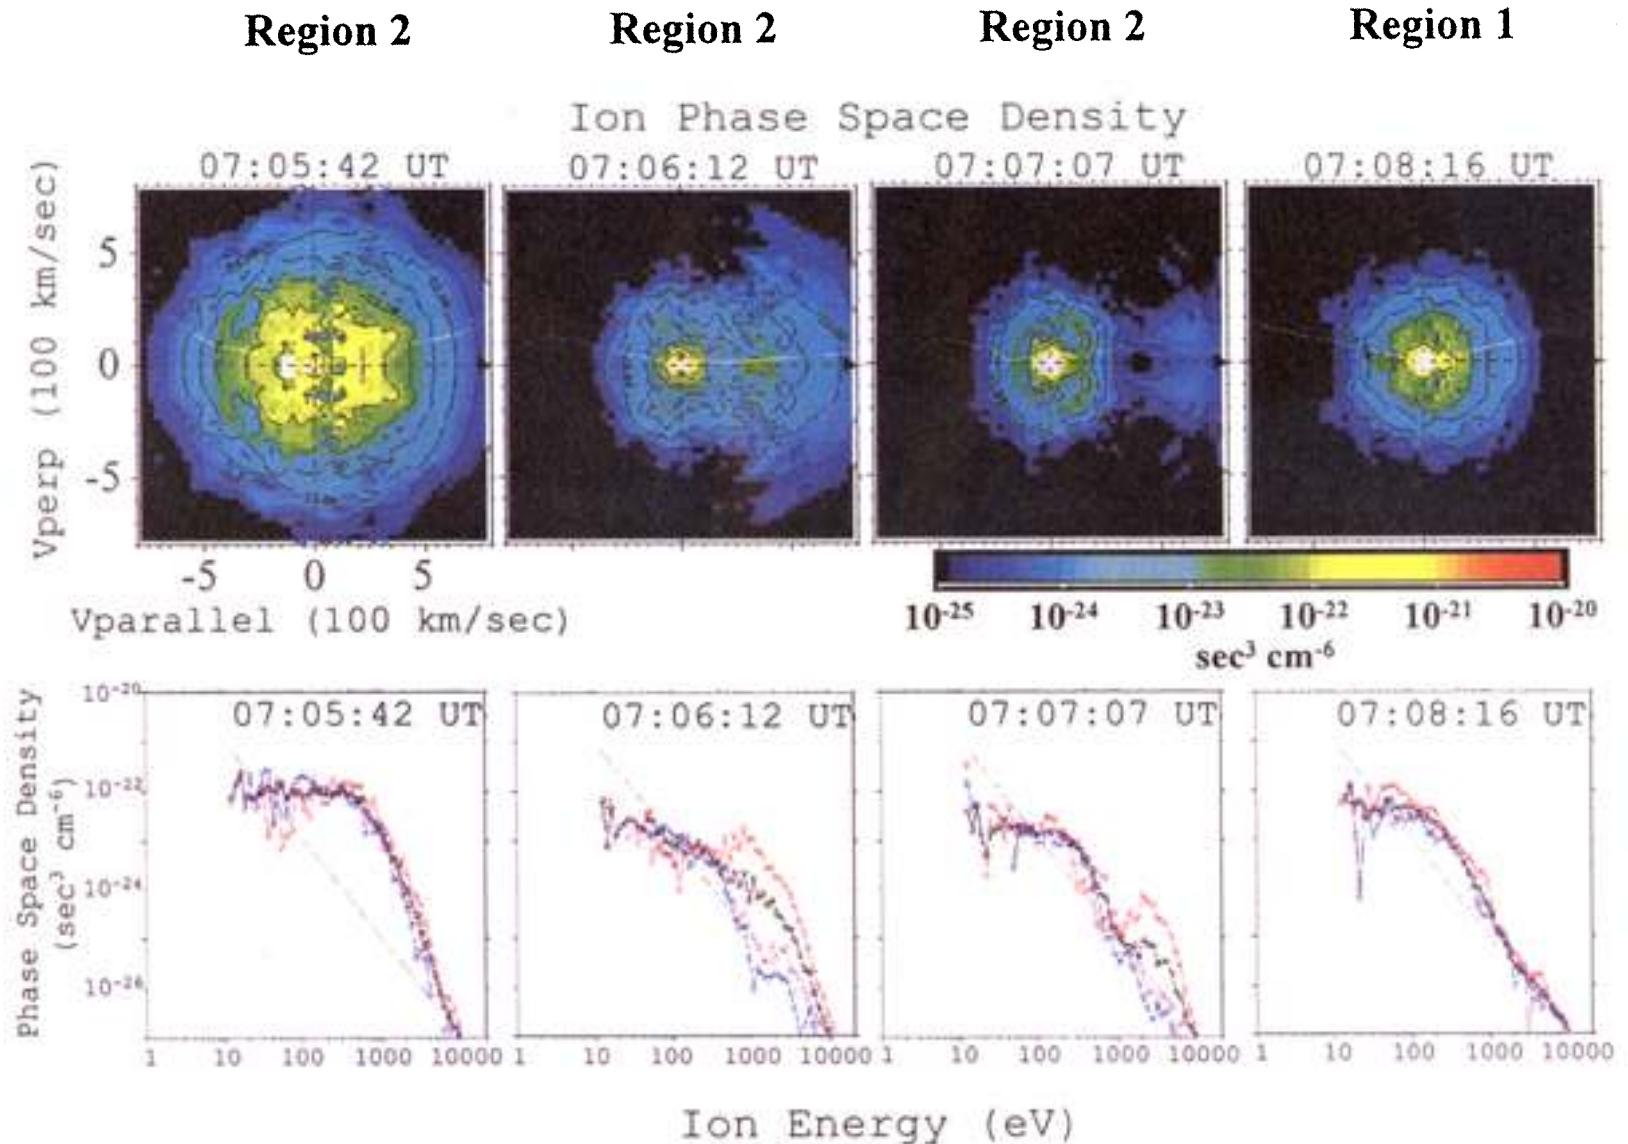 Region 2 Region 2 Region 2 Region 1
Ion Phase Space Density
07:05:42 UT 07:06:12 UT 07:07:07 UT 07:08:16 UT
Vperp (100 km/sec)
5
0
-5
-5 0 5
Vparallel (100 km/sec)
10-25 10-24 10-23 10-22 10-21 10-20
sec3 cm-6
Phase Space Density
(sec3 cm-6)
10-20
10-22
10-24
10-26
07:05:42 UT 07:06:12 UT 07:07:07 UT 07:08:16 UT
1 10 100 1000 10000 1 10 100 1000 10000 1 10 100 1000 10000 1 10 100 1000 10000
Ion Energy (eV)